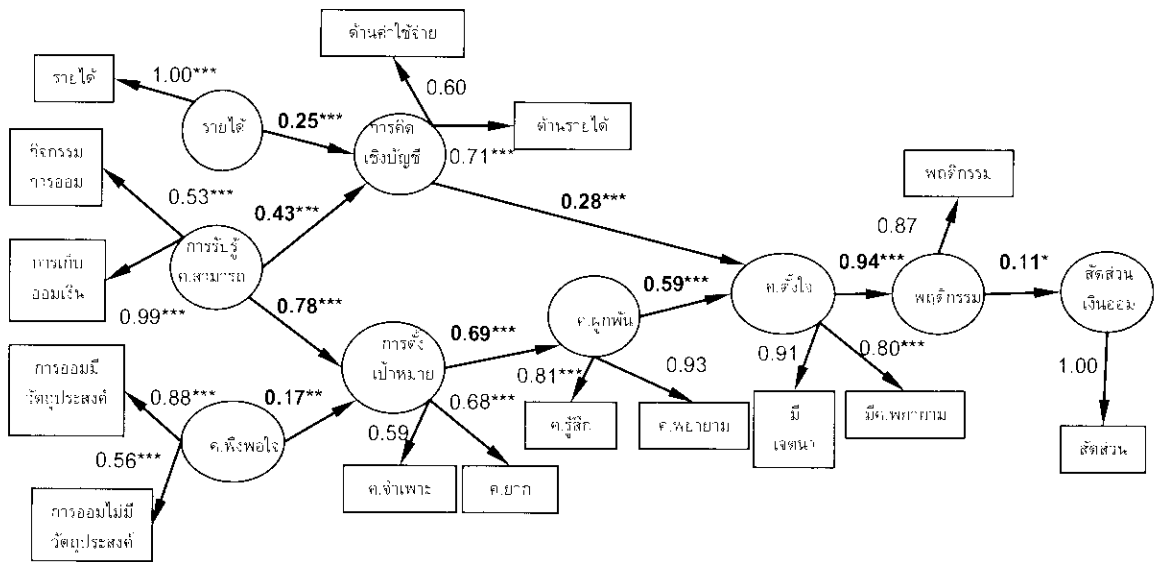 ด้านค่าใช้จ่าย
รายได้
1.00***
0.60
รายได้
0.25***
การคิด
เชิงบัญชี
ด้านรายได้
0.71***
กิจกรรม
การออม
0.53***
0.43***
0.28***
พฤติกรรม
0.87
การรับรู้
ค.สามารถ
การเก็บ
ออมเงิน
0.99***
0.78***
0.59***
ค.ตั้งใจ
0.94***
พฤติกรรม
0.11*
สัดส่วน
เงินออม
ค.ผูกพัน
การตั้ง
เป้าหมาย
0.69***
0.81***
0.93
0.91
0.80***
1.00
การออมมี
วัตถุประสงค์
0.88***
0.17**
0.68***
0.59
ค.รู้สึก
ค.พยายาม
มี
เจตนา
มีค.พยายาม
สัดส่วน
ค.พึงพอใจ
0.56***
ค.จำเพาะ
ค.ยาก
การออมไม่มี
วัตถุประสงค์